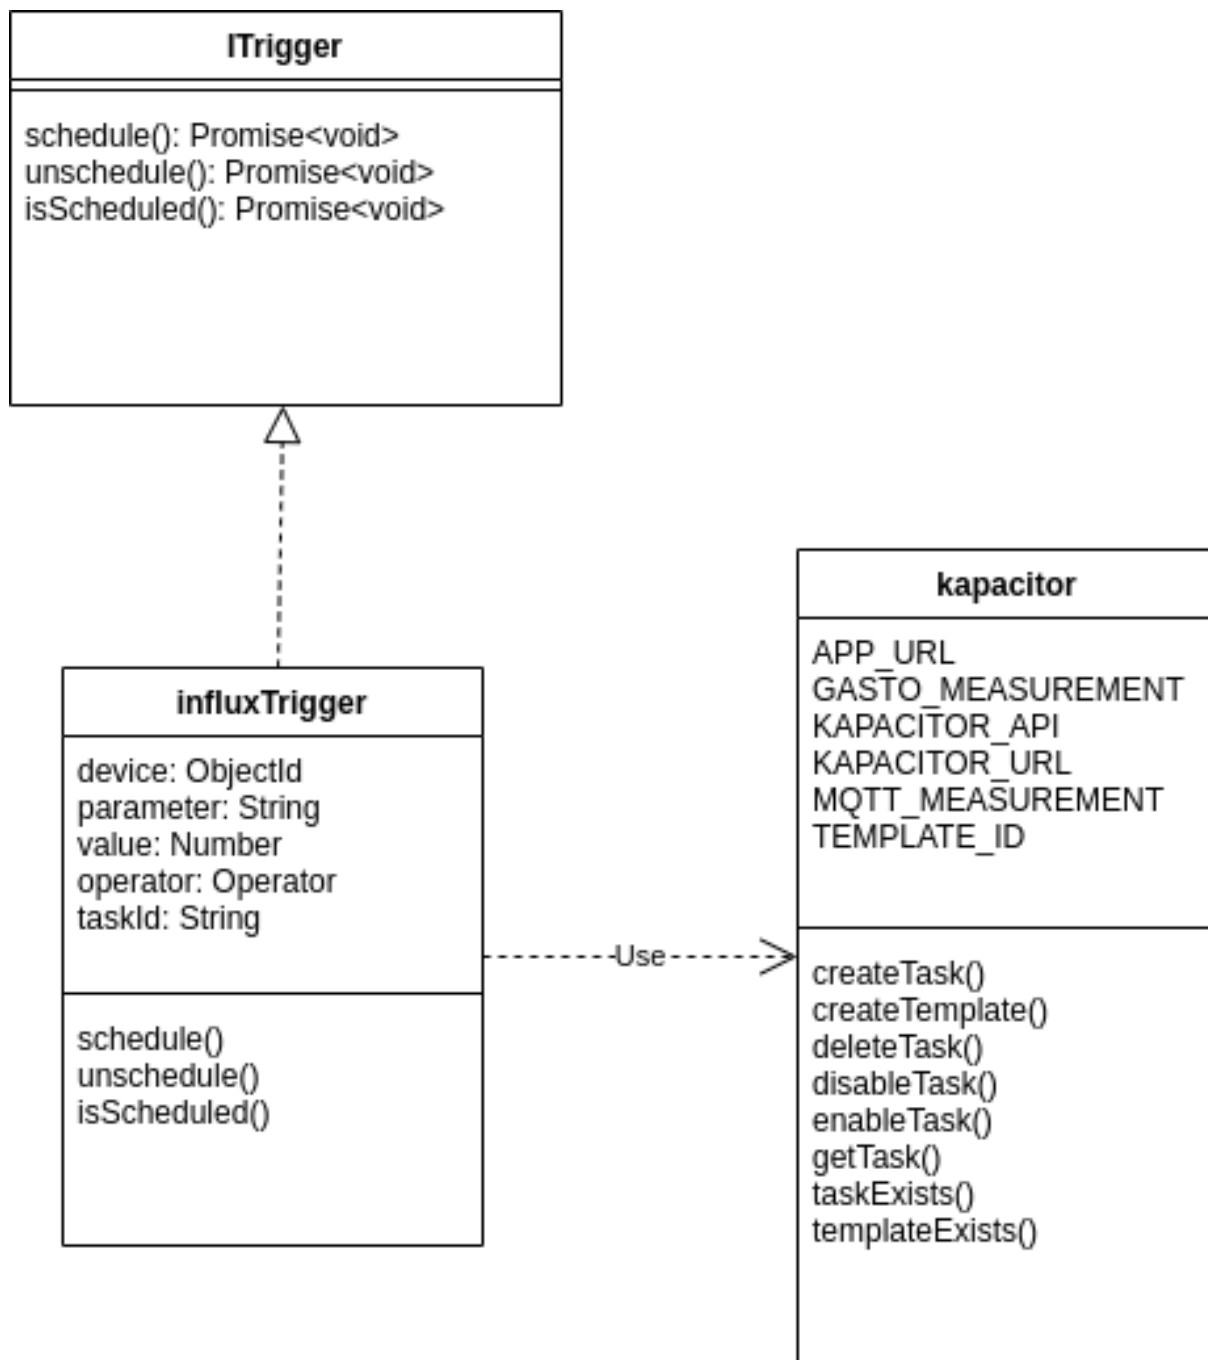 ITrigger
schedule(): Promise<void>
unschedule(): Promise<void>
isScheduled(): Promise<void>
influxTrigger
device: ObjectId
parameter: String
value: Number
operator: Operator
taskId: String
schedule()
unschedule()
isScheduled()
Use
kapacitor
APP_URL
GASTO_MEASUREMENT
KAPACITOR_API
KAPACITOR_URL
MQTT_MEASUREMENT
TEMPLATE_ID
createTask()
createTemplate()
deleteTask()
disableTask()
enableTask()
getTask()
taskExists()
templateExists()